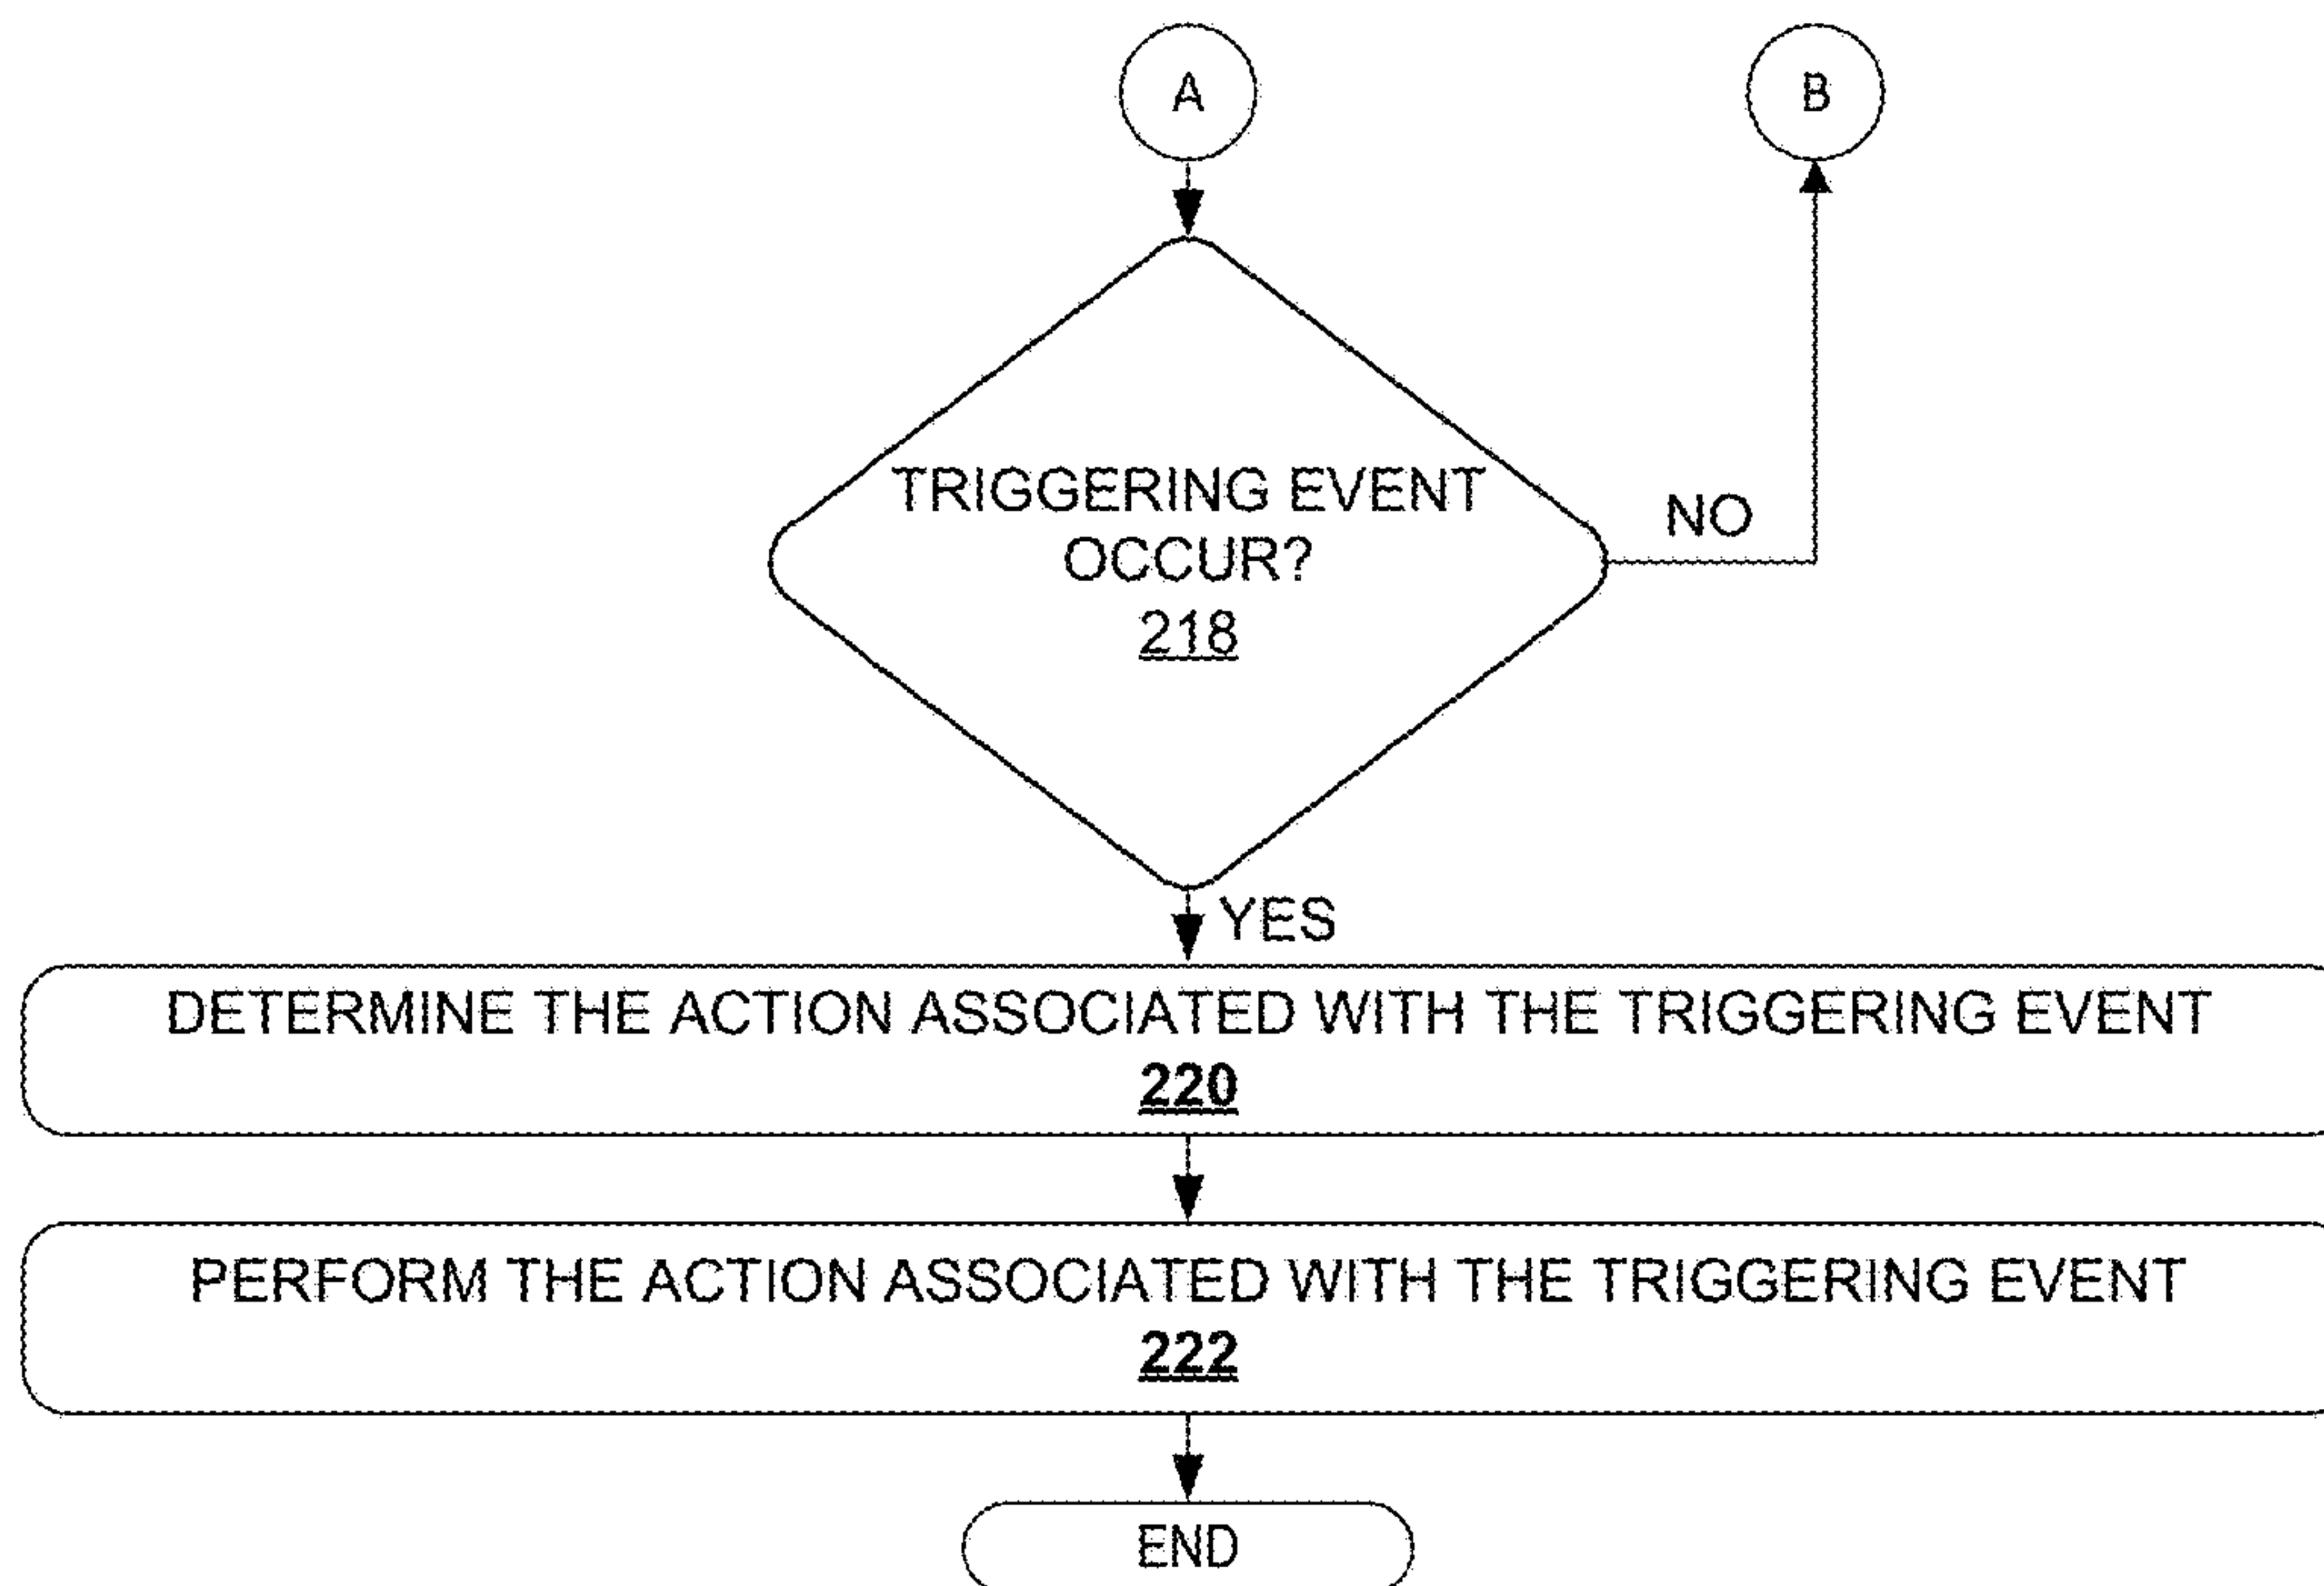 A
B
TRIGGERING EVENT
OCCUR?
218
NO
YES
DETERMINE THE ACTION ASSOCIATED WITH THE TRIGGERING EVENT
220
PERFORM THE ACTION ASSOCIATED WITH THE TRIGGERING EVENT
222
END